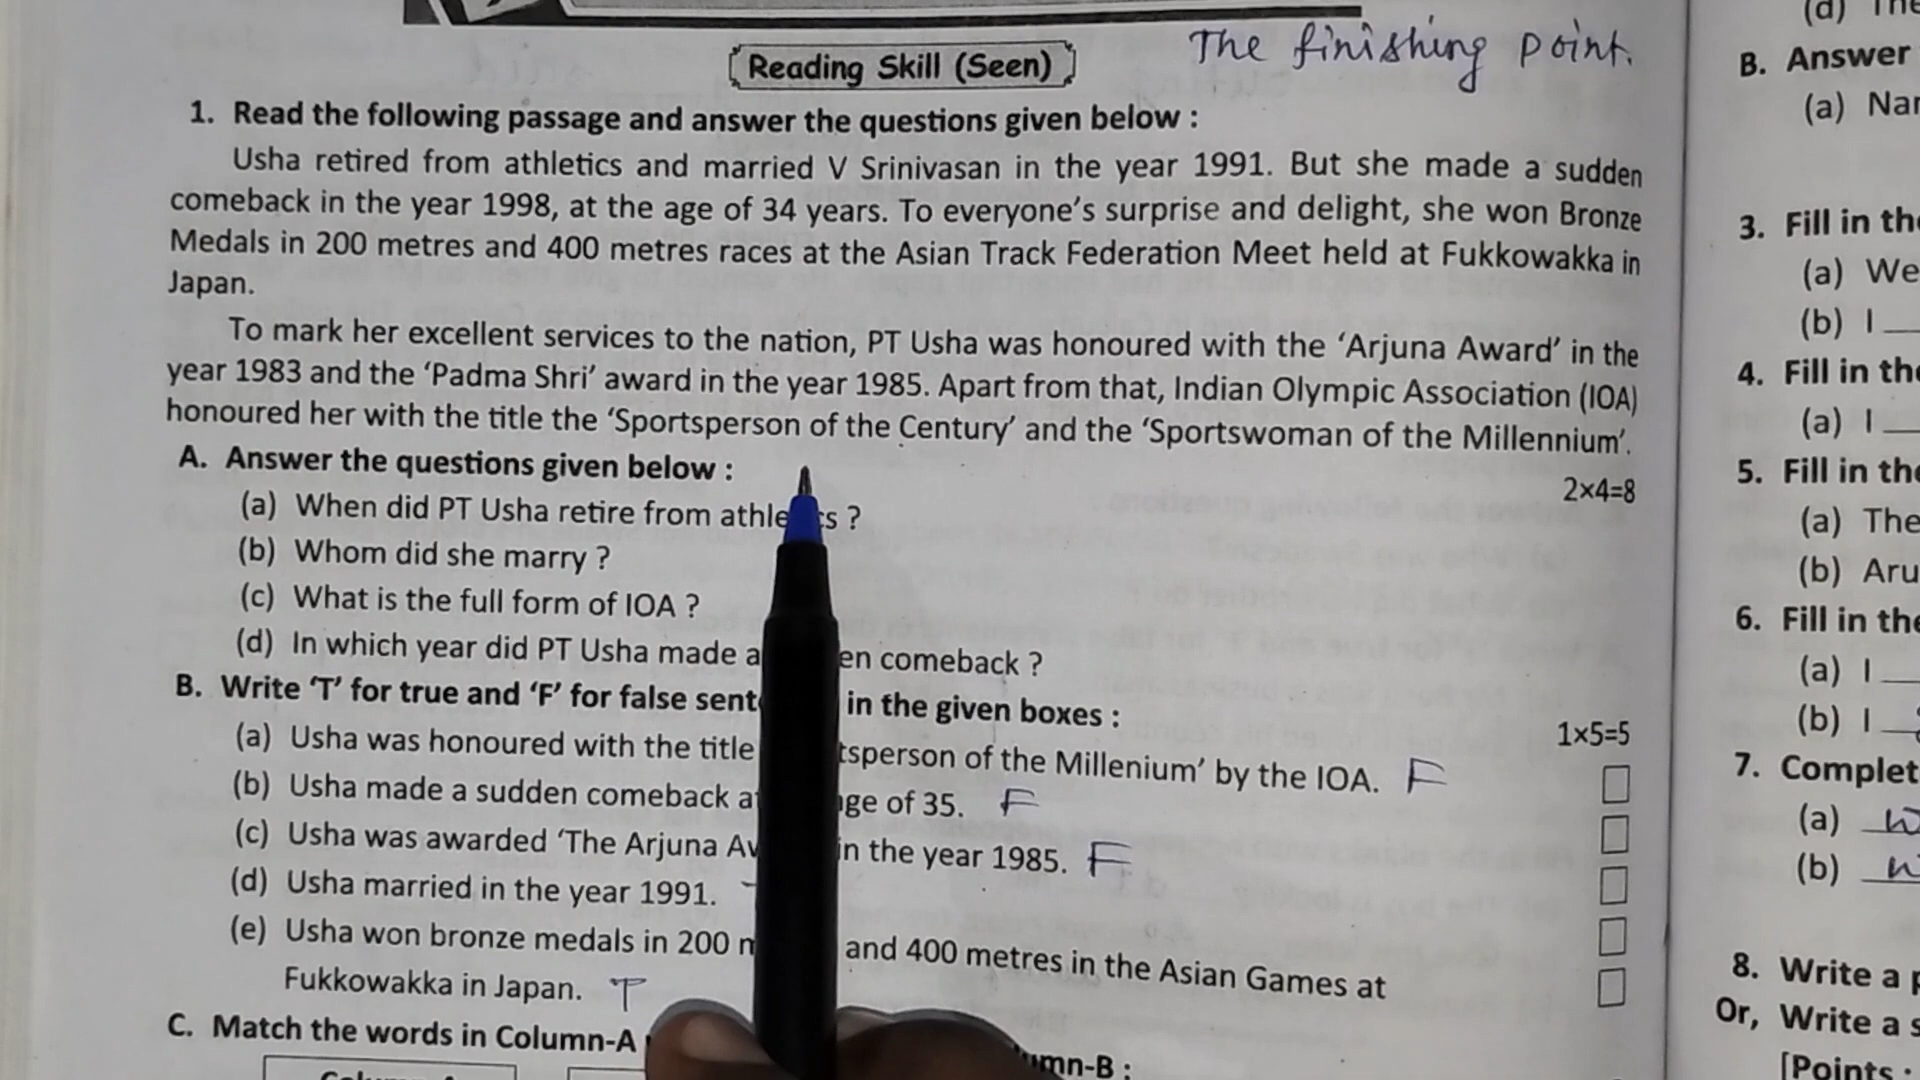 The finishing point.
Reading Skill (Seen)
1. Read the following passage and answer the questions given below :
Usha retired from athletics and married V Srinivasan in the year 1991. But she made a sudden
comeback in the year 1998, at the age of 34 years. To everyone's surprise and delight, she won Bronze
Medals in 200 metres and 400 metres races at the Asian Track Federation Meet held at Fukkowakka in
Japan.
To mark her excellent services to the nation, PT Usha was honoured with the 'Arjuna Award' in the
year 1983 and the 'Padma Shri' award in the year 1985. Apart from that, Indian Olympic Association (IOA)
honoured her with the title the 'Sportsperson of the Century' and the 'Sportswoman of the Millennium'.
A. Answer the questions given below :
2×4=8
(a) When did PT Usha retire from athle s ?
(b) Whom did she marry ?
(c) What is the full form of IOA ?
(d) In which year did PT Usha made a en comeback ?
B. Write 'T' for true and 'F' for false sent in the given boxes :
1×5=5
(a) Usha was honoured with the title tsperson of the Millenium' by the IOA. F
(b) Usha made a sudden comeback a ge of 35. F
(c) Usha was awarded 'The Arjuna Aw in the year 1985. F
(d) Usha married in the year 1991.
(e) Usha won bronze medals in 200 m and 400 metres in the Asian Games at
Fukkowakka in Japan. T
C. Match the words in Column-A umn-B :
(d) The
B. Answer
(a) Nar
3. Fill in the
(a) We
(b) I
4. Fill in the
(a) I
5. Fill in the
(a) The
(b) Aru
6. Fill in the
(a) I
(b) I
7. Complet
(a)
(b)
8. Write a p
Or, Write a s
[Points :